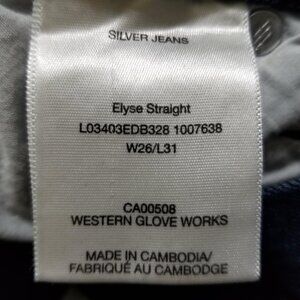 SILVER JEANS
Elyse Straight
L03403EDB328 1007638
W26/L31
CA00508
WESTERN GLOVE WORKS
MADE IN CAMBODIA/
FABRIQUÉ AU CAMBODGE